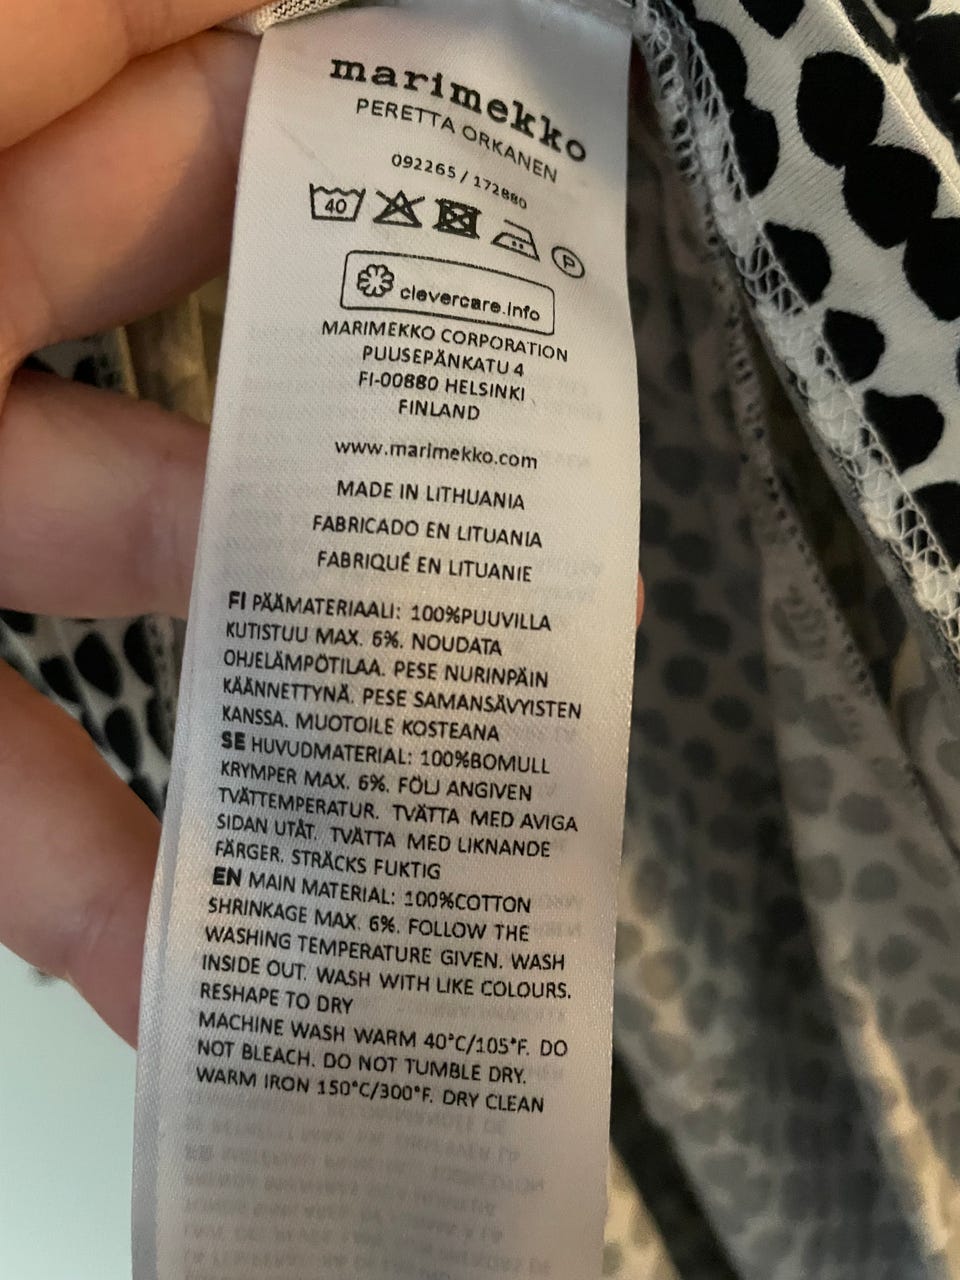 marimekko
PERETTA ORKANEN
092265 / 172880
40
P
clevercare.info
MARIMEKKO CORPORATION
PUUSEPÄNKATU 4
FI-00880 HELSINKI
FINLAND
www.marimekko.com
MADE IN LITHUANIA
FABRICADO EN LITUANIA
FABRIQUÉ EN LITUANIE
FI PÄÄMATERIAALI: 100%PUUVILLA
KUTISTUU MAX. 6%. NOUDATA
OHJELÄMPÖTILAA. PESE NURINPÄIN
KÄÄNNETTYNÄ. PESE SAMANSÄVYISTEN
KANSSA. MUOTOILE KOSTEANA
SE HUVUDMATERIAL: 100%BOMULL
KRYMPER MAX. 6%. FÖLJ ANGIVEN
TVÄTTEMPERATUR. TVÄTTA MED AVIGA
SIDAN UTÅT. TVÄTTA MED LIKNANDE
FÄRGER. STRÄCKS FUKTIG
EN MAIN MATERIAL: 100%COTTON
SHRINKAGE MAX. 6%. FOLLOW THE
WASHING TEMPERATURE GIVEN. WASH
INSIDE OUT. WASH WITH LIKE COLOURS.
RESHAPE TO DRY
MACHINE WASH WARM 40°C/105°F. DO
NOT BLEACH. DO NOT TUMBLE DRY.
WARM IRON 150°C/300°F. DRY CLEAN